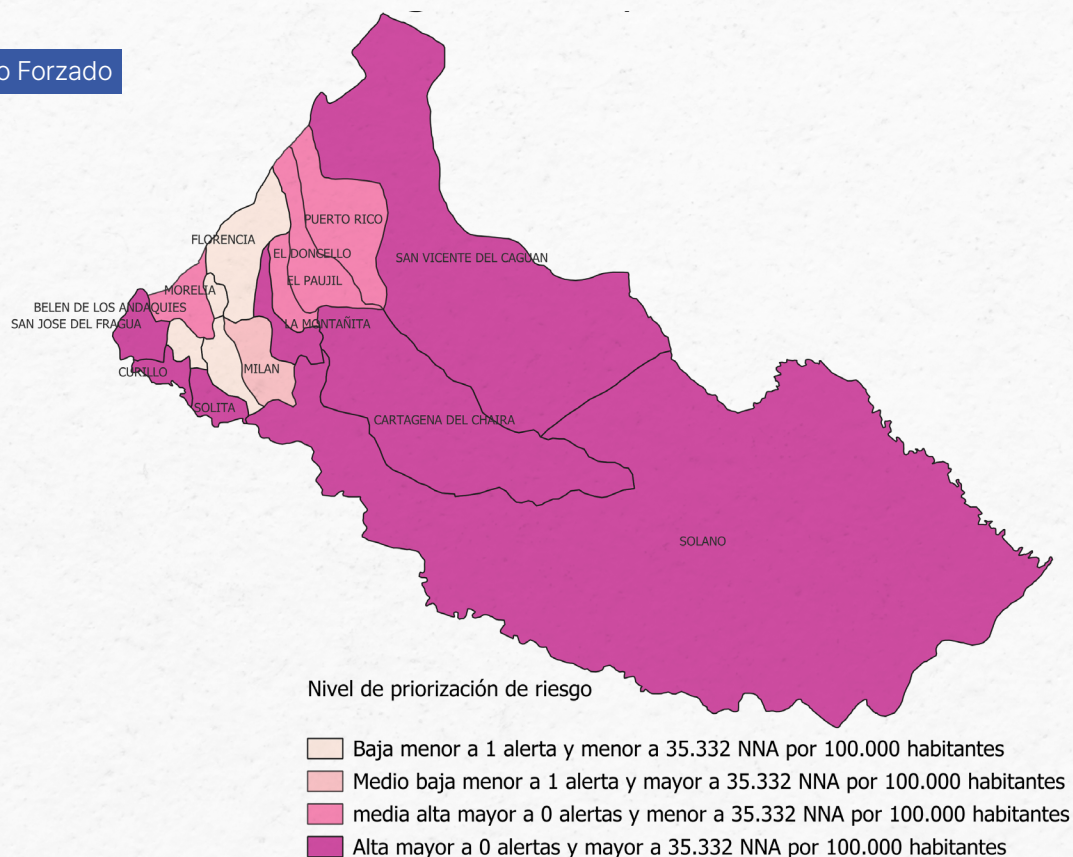 o Forzado
PUERTO RICO
FLORENCIA
EL DONCELLO
SAN VICENTE DEL CAGUAN
EL PAUJIL
MORELIA
BELEN DE LOS ANDAQUIES
SAN JOSE DEL FRAGUA
LA MONTAÑITA
CURILLO
MILAN
SOLITA
CARTAGENA DEL CHAIRA
SOLANO
Nivel de priorización de riesgo
Baja menor a 1 alerta y menor a 35.332 NNA por 100.000 habitantes
Medio baja menor a 1 alerta y mayor a 35.332 NNA por 100.000 habitantes
media alta mayor a 0 alertas y menor a 35.332 NNA por 100.000 habitantes
Alta mayor a 0 alertas y mayor a 35.332 NNA por 100.000 habitantes